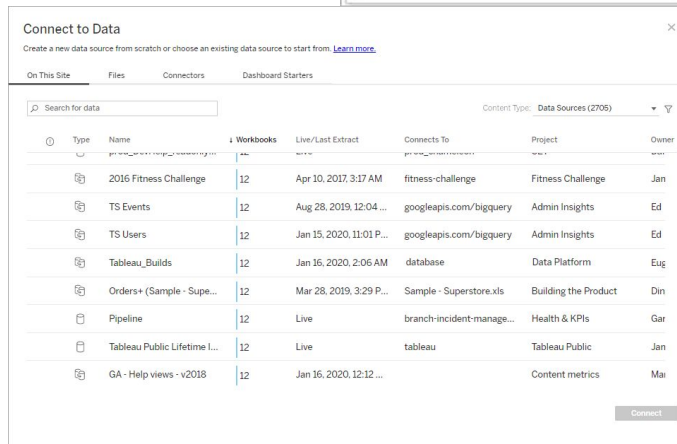 Connect to Data
Create a new data source from scratch or choose an existing data source to start from. Learn more.
On This Site Files Connectors Dashboard Starters
Search for data Content Type: Data Sources (2705)
Type Name ↓ Workbooks Live/Last Extract Connects To Project Owner
12 Live
2016 Fitness Challenge 12 Apr 10, 2017, 3:17 AM fitness-challenge Fitness Challenge Jan
TS Events 12 Aug 28, 2019, 12:04 ... googleapis.com/bigquery Admin Insights Ed
TS Users 12 Jan 15, 2020, 11:01 P... googleapis.com/bigquery Admin Insights Ed
Tableau_Builds 12 Jan 16, 2020, 2:06 AM database Data Platform Eug
Orders+ (Sample - Supe... 12 Mar 28, 2019, 3:29 P... Sample - Superstore.xls Building the Product Din
Pipeline 12 Live branch-incident-manage... Health & KPIs Gar
Tableau Public Lifetime I... 12 Live tableau Tableau Public Jan
GA - Help views - v2018 12 Jan 16, 2020, 12:12 ... Content metrics Mai
Connect